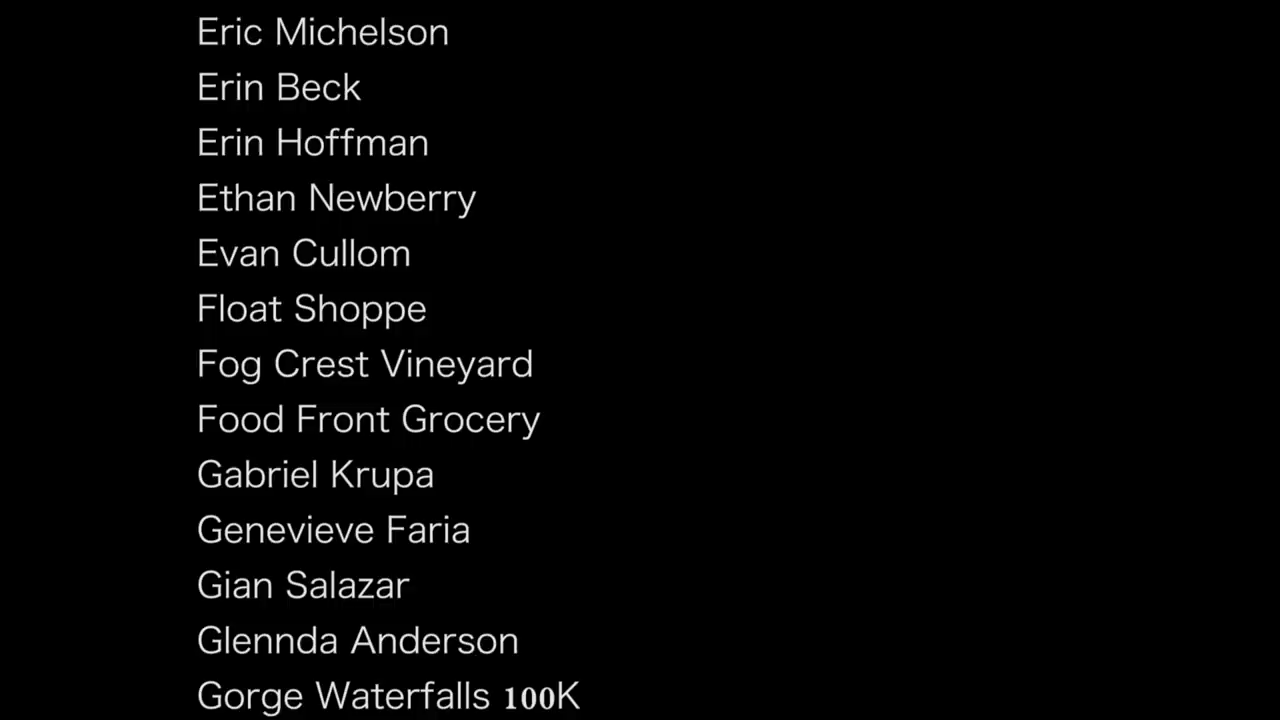 Eric Michelson
Erin Beck
Erin Hoffman
Ethan Newberry
Evan Cullom
Float Shoppe
Fog Crest Vineyard
Food Front Grocery
Gabriel Krupa
Genevieve Faria
Gian Salazar
Glennda Anderson
Gorge Waterfalls 100K